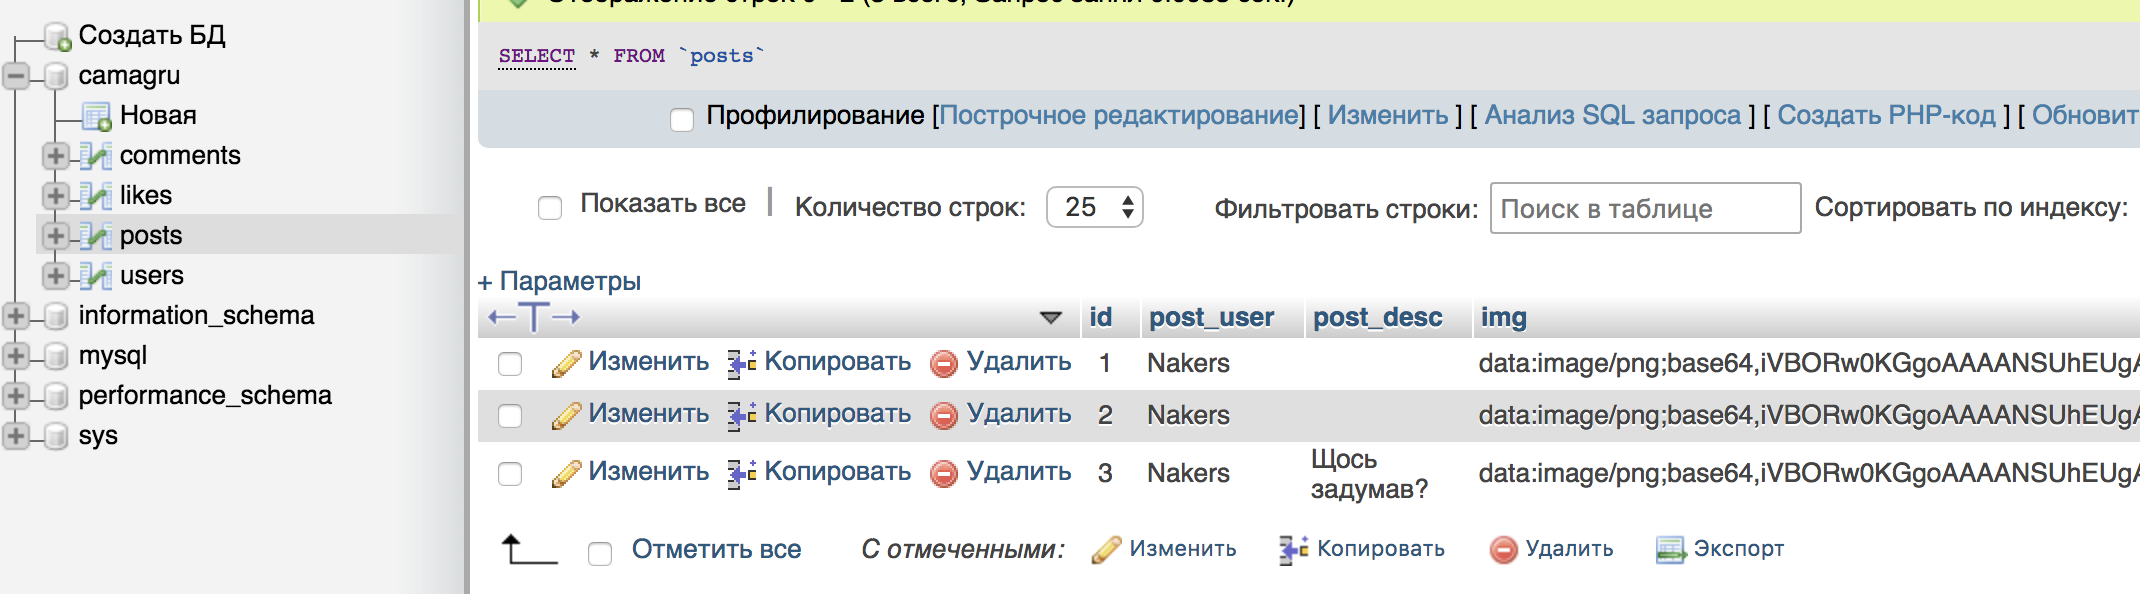 Создать БД
camagru
Новая
comments
likes
posts
users
information_schema
mysql
performance_schema
sys
SELECT * FROM `posts`
Профилирование [Построчное редактирование] [ Изменить ] [ Анализ SQL запроса ] [ Создать PHP-код ] [ Обновит
Показать все | Количество строк: 25 Фильтровать строки: Поиск в таблице Сортировать по индексу:
+ Параметры
←T→ id post_user post_desc img
Изменить Копировать Удалить 1 Nakers data:image/png;base64,iVBORw0KGgoAAAANSUhEUgA
Изменить Копировать Удалить 2 Nakers data:image/png;base64,iVBORw0KGgoAAAANSUhEUgA
Изменить Копировать Удалить 3 Nakers Щось задумав? data:image/png;base64,iVBORw0KGgoAAAANSUhEUgA
Отметить все С отмеченными: Изменить Копировать Удалить Экспорт